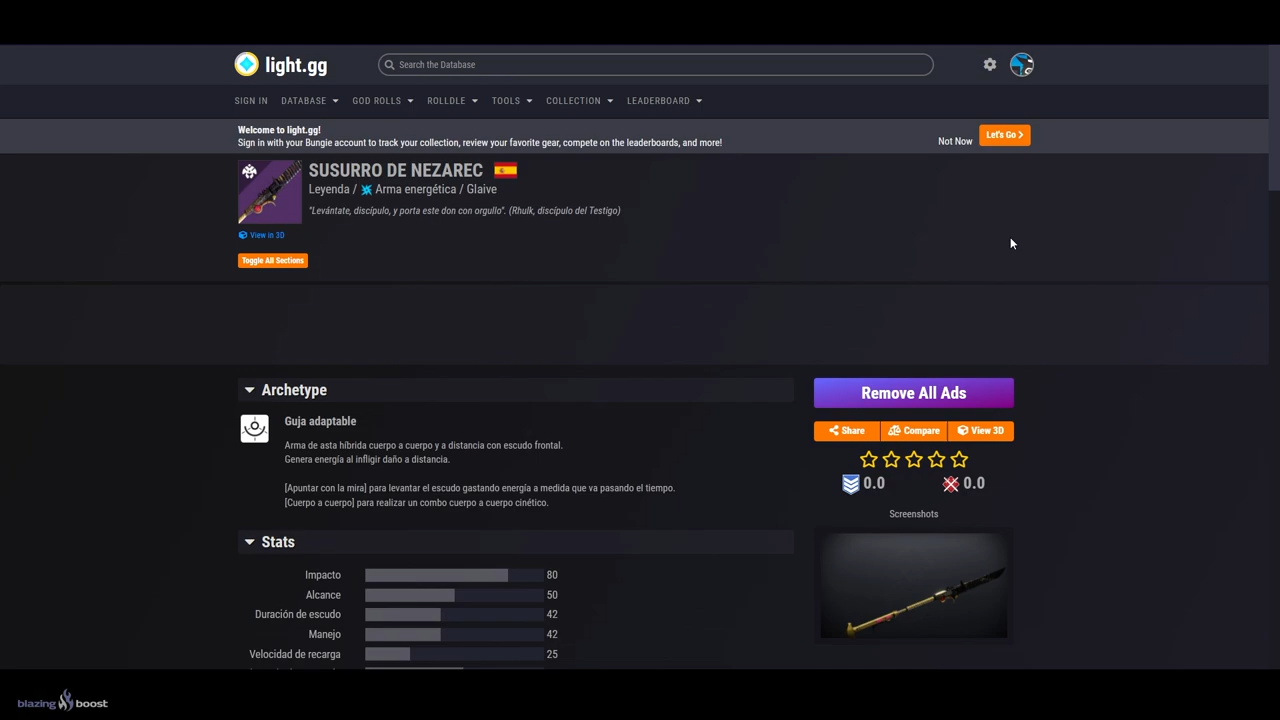 light.gg
Search the Database
SIGN IN
DATABASE
GOD ROLLS
ROLLDLE
TOOLS
COLLECTION
LEADERBOARD
Welcome to light.gg!
Sign in with your Bungie account to track your collection, review your favorite gear, compete on the leaderboards, and more!
Not Now
Let's Go
SUSURRO DE NEZAREC
Leyenda / Arma energética / Glaive
"Levántate, discípulo, y porta este don con orgullo". (Rhulk, discípulo del Testigo)
View in 3D
Toggle All Sections
Archetype
Guja adaptable
Arma de asta híbrida cuerpo a cuerpo y a distancia con escudo frontal.
Genera energía al infligir daño a distancia.
[Apuntar con la mira] para levantar el escudo gastando energía a medida que va pasando el tiempo.
[Cuerpo a cuerpo] para realizar un combo cuerpo a cuerpo cinético.
Stats
Impacto 80
Alcance 50
Duración de escudo 42
Manejo 42
Velocidad de recarga 25
Remove All Ads
Share
Compare
View 3D
0.0
0.0
Screenshots
blazing boost